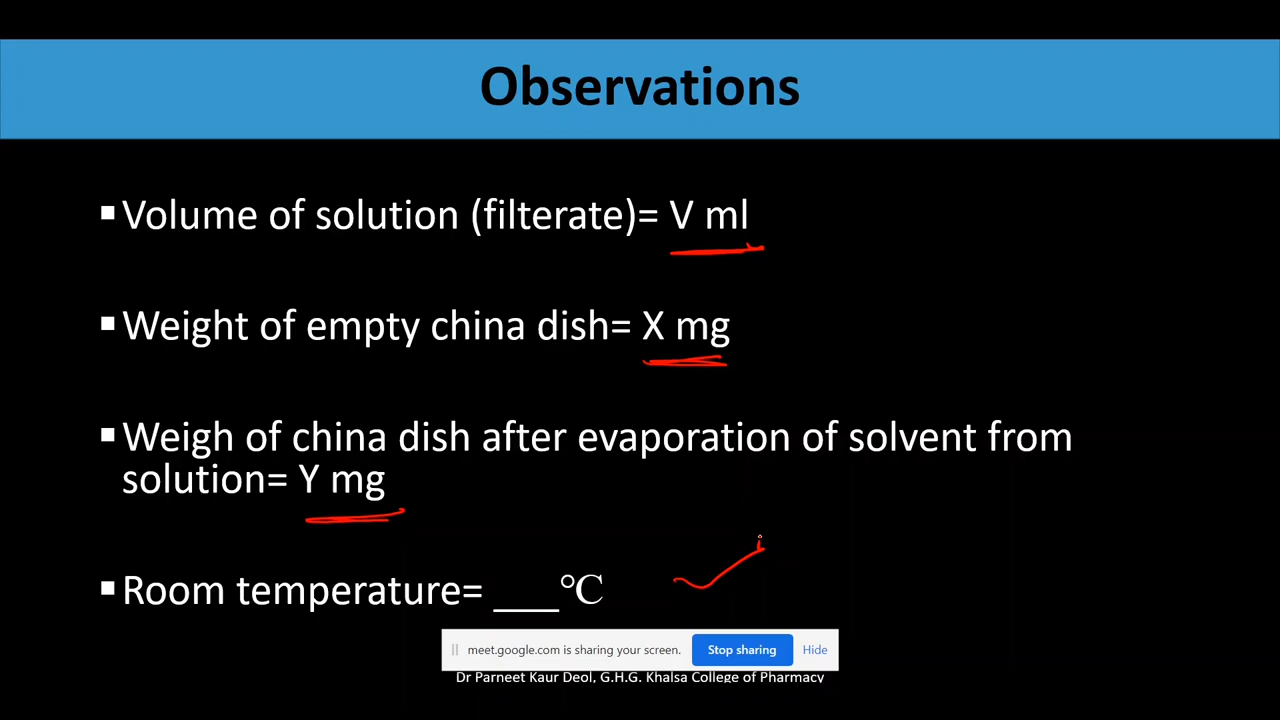 Observations
▪Volume of solution (filterate)= V ml
▪Weight of empty china dish= X mg
▪Weigh of china dish after evaporation of solvent from
solution= Y mg
▪Room temperature= ___℃
meet.google.com is sharing your screen. Stop sharing Hide
Dr Parneet Kaur Deol, G.H.G. Khalsa College of Pharmacy